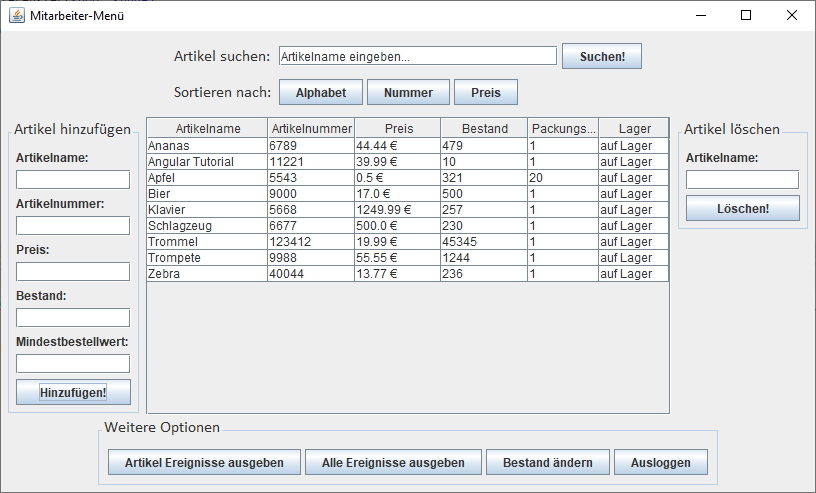 Mitarbeiter-Menü
Artikel suchen: Artikelname eingeben... Suchen!
Sortieren nach: Alphabet Nummer Preis
Artikel hinzufügen
Artikelname:
Artikelnummer:
Preis:
Bestand:
Mindestbestellwert:
Hinzufügen!
Artikelname Artikelnummer Preis Bestand Packungs... Lager
Ananas 6789 44.44 € 479 1 auf Lager
Angular Tutorial 11221 39.99 € 10 1 auf Lager
Apfel 5543 0.5 € 321 20 auf Lager
Bier 9000 17.0 € 500 1 auf Lager
Klavier 5668 1249.99 € 257 1 auf Lager
Schlagzeug 6677 500.0 € 230 1 auf Lager
Trommel 123412 19.99 € 45345 1 auf Lager
Trompete 9988 55.55 € 1244 1 auf Lager
Zebra 40044 13.77 € 236 1 auf Lager
Artikel löschen
Artikelname:
Löschen!
Weitere Optionen
Artikel Ereignisse ausgeben Alle Ereignisse ausgeben Bestand ändern Ausloggen